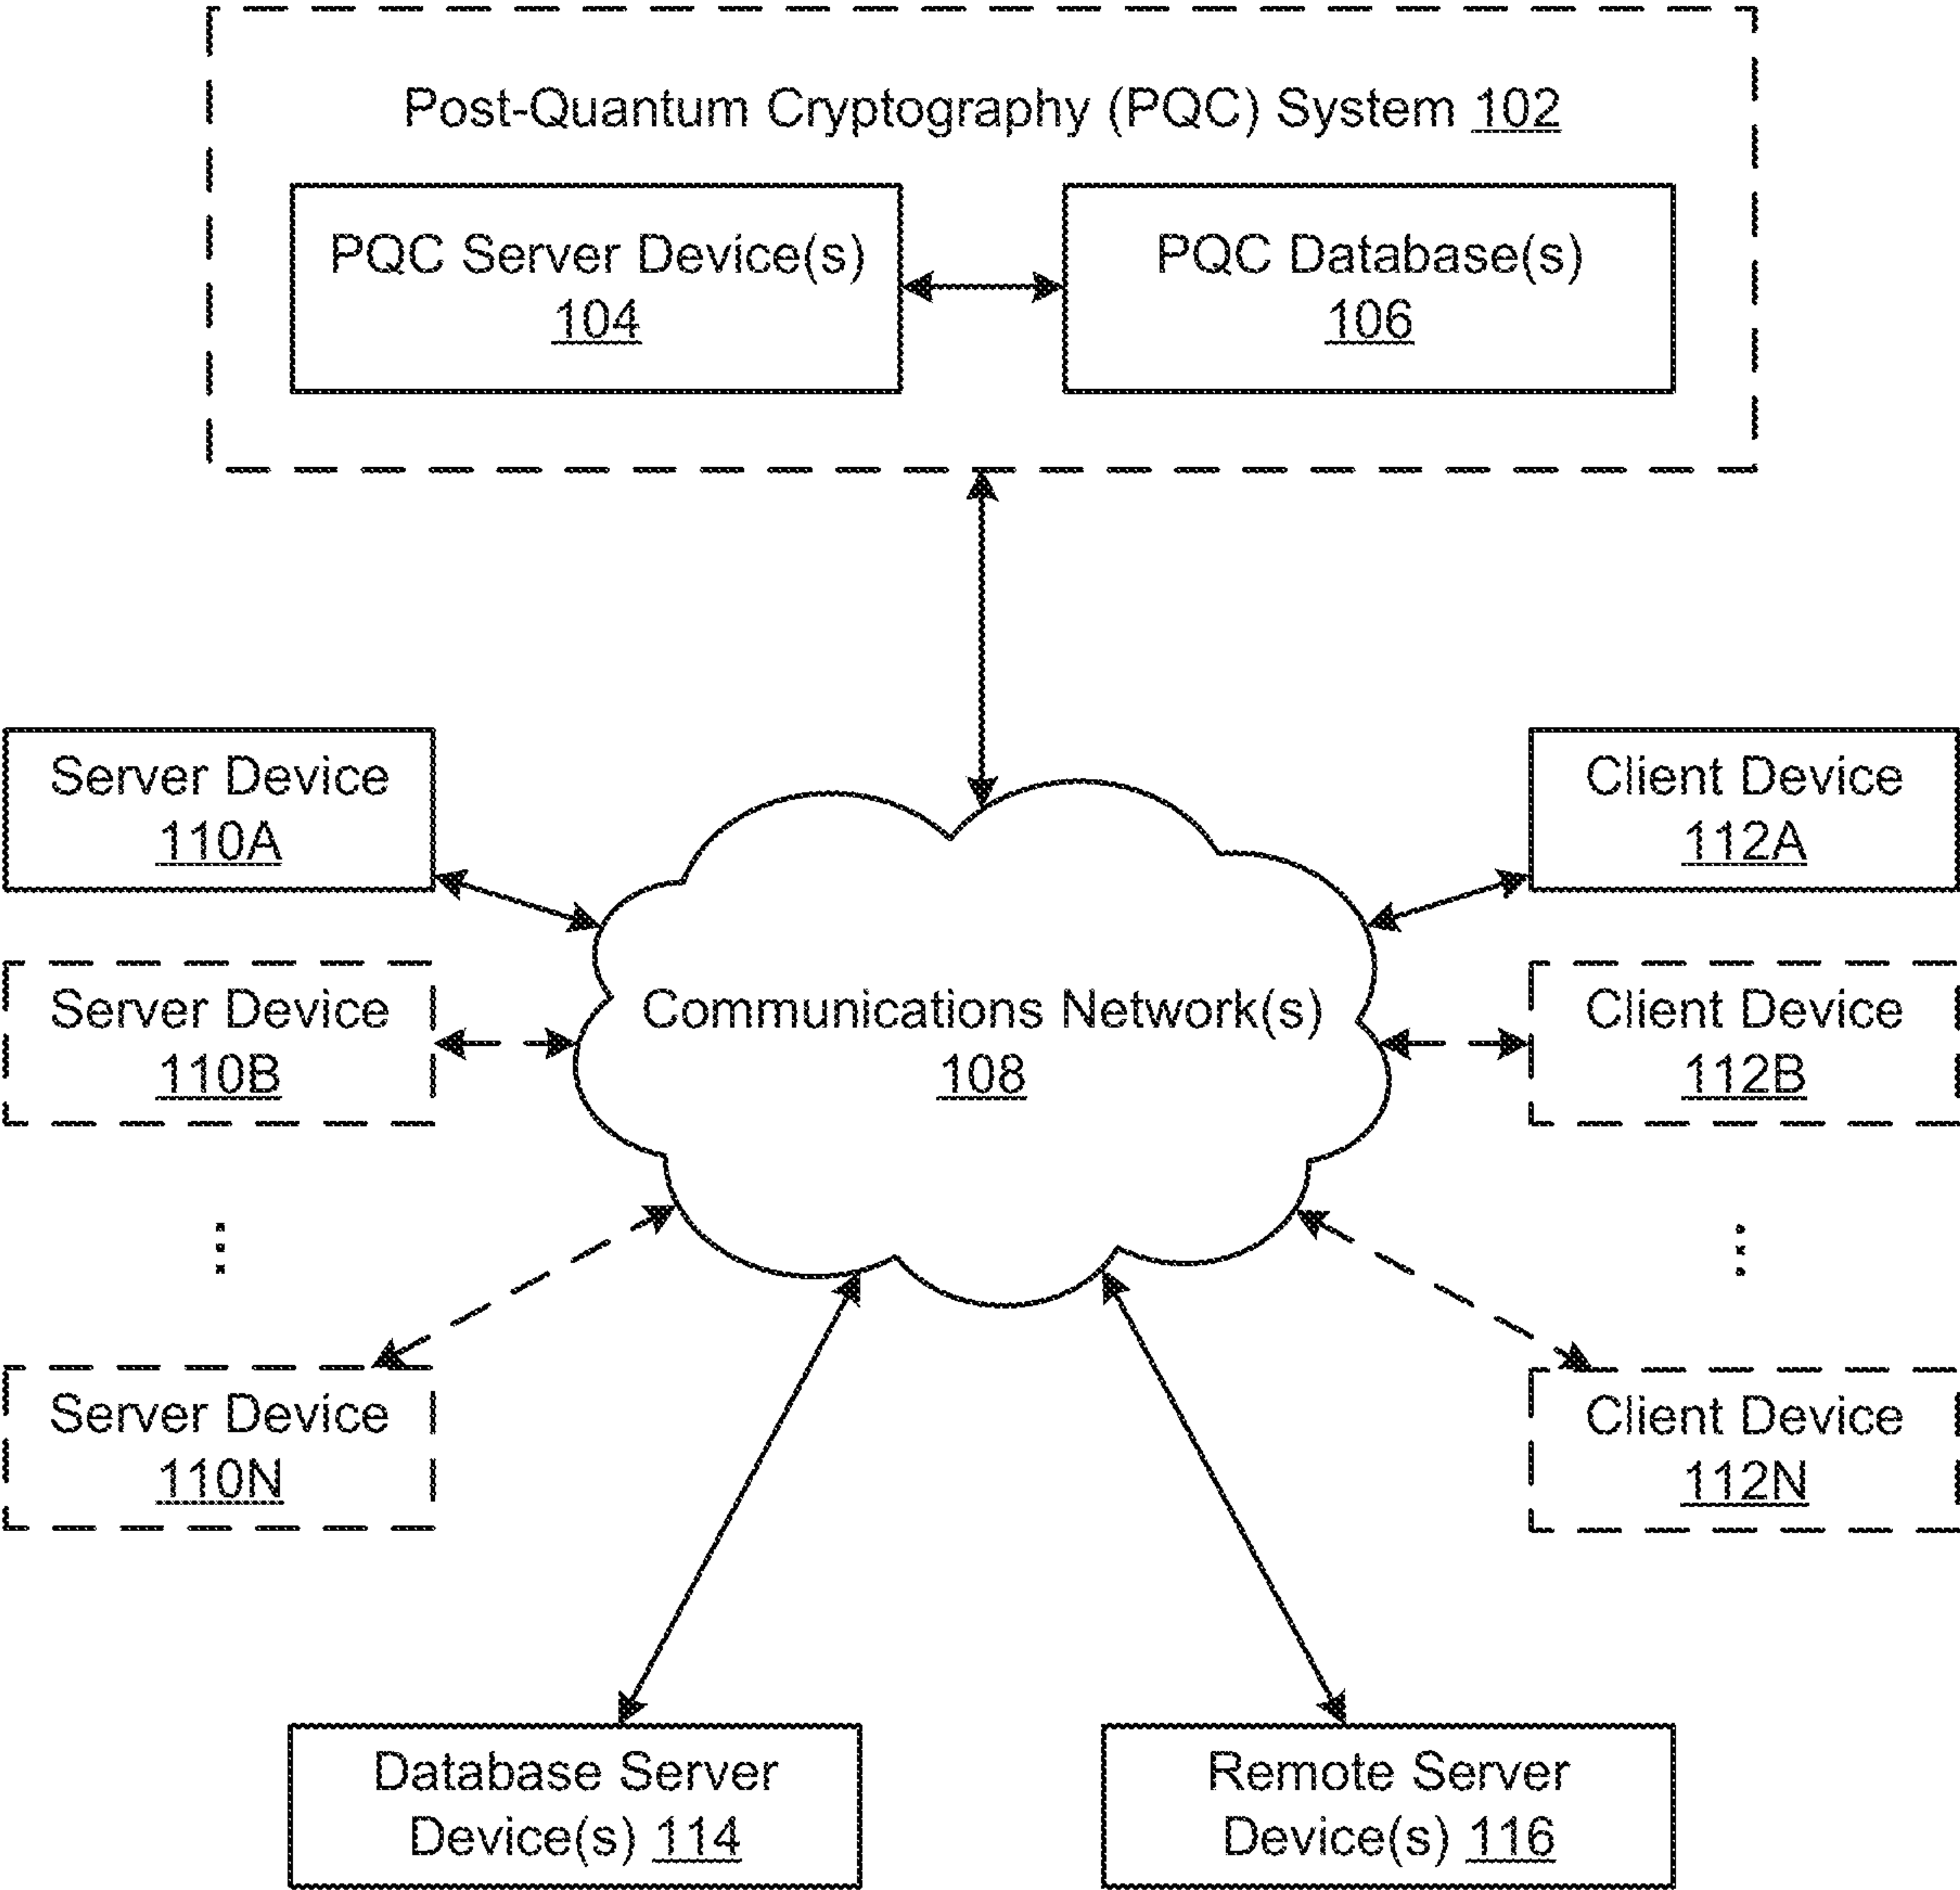 Post-Quantum Cryptography (PQC) System 102
PQC Server Device(s)
104
PQC Database(s)
106
Server Device
110A
Client Device
112A
Server Device
110B
Communications Network(s)
108
Client Device
112B
Server Device
110N
Client Device
112N
Database Server
Device(s) 114
Remote Server
Device(s) 116